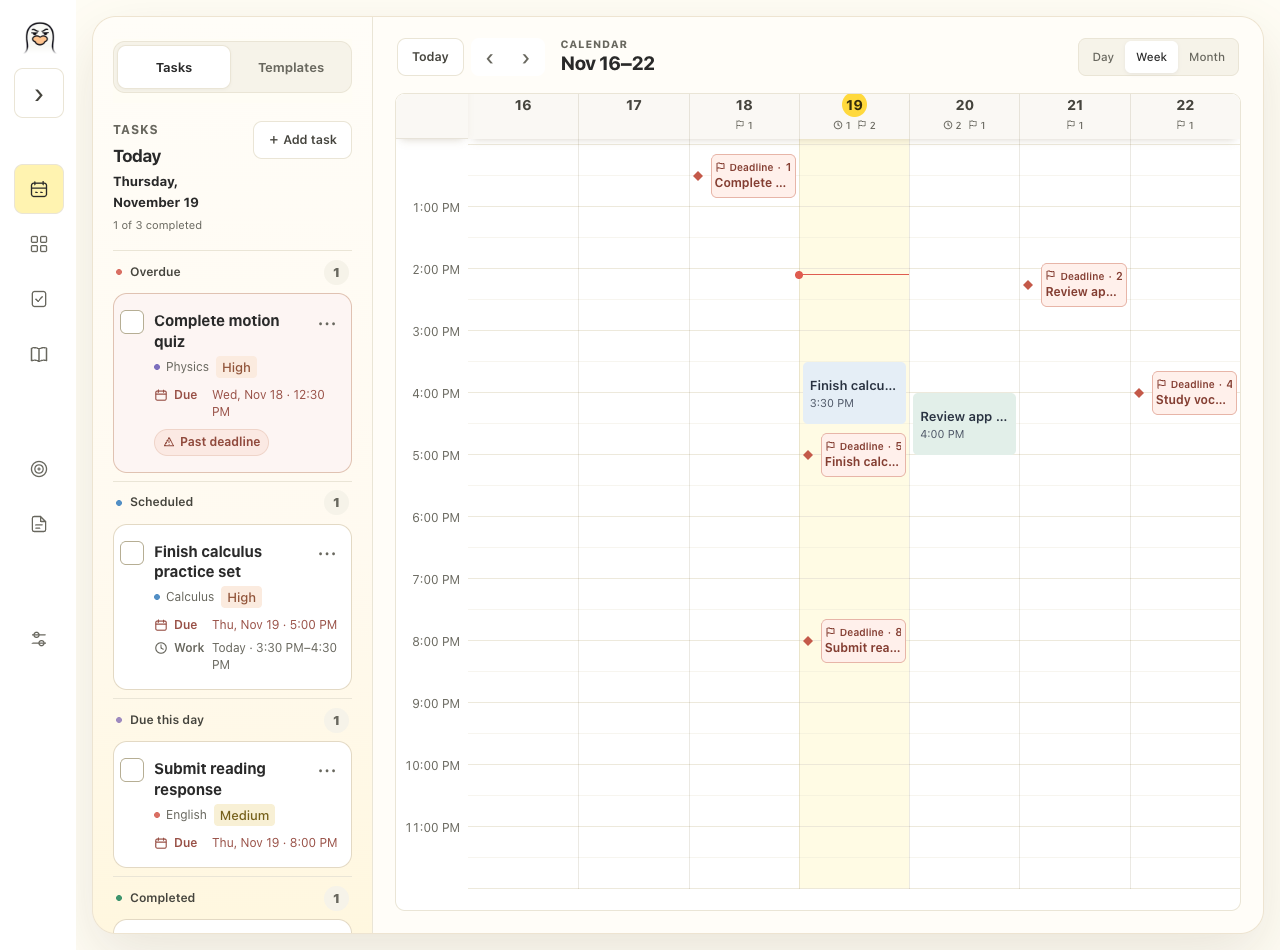 Tasks
Templates
TASKS
Today
Thursday,
November 19
1 of 3 completed
+ Add task
Overdue
1
Complete motion
quiz
Physics
High
Due
Wed, Nov 18 · 12:30
PM
Past deadline
Scheduled
1
Finish calculus
practice set
Calculus
High
Due
Thu, Nov 19 · 5:00 PM
Work
Today · 3:30 PM–4:30
PM
Due this day
1
Submit reading
response
English
Medium
Due
Thu, Nov 19 · 8:00 PM
Completed
1
Today
CALENDAR
Nov 16–22
Day
Week
Month
16
17
18
1
19
1 2
20
2 1
21
1
22
1
1:00 PM
2:00 PM
3:00 PM
4:00 PM
5:00 PM
6:00 PM
7:00 PM
8:00 PM
9:00 PM
10:00 PM
11:00 PM
Deadline · 1
Complete ...
Finish calcu...
3:30 PM
Deadline · 5
Finish calc...
Deadline · 8
Submit rea...
Review app ...
4:00 PM
Deadline · 2
Review ap...
Deadline · 4
Study voc...